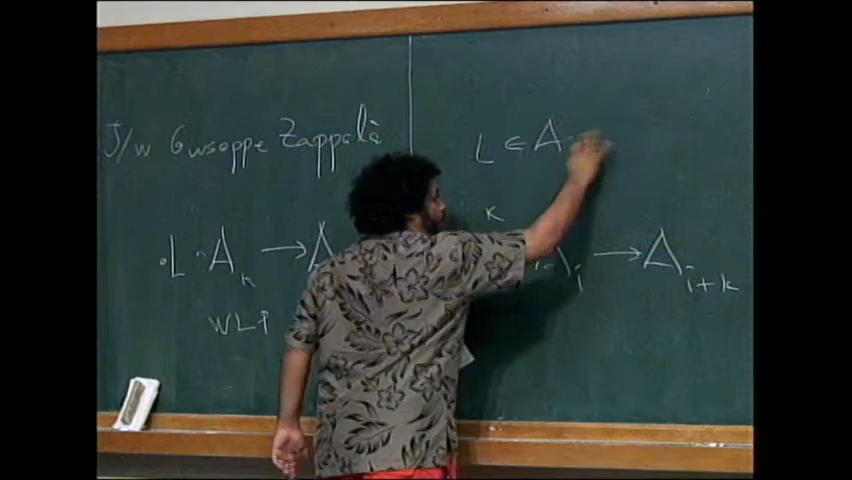 J/w Giuseppe Zappalà
L ∈ A
K
·L · A_k → A
A_i → A_{i+k}
WLP